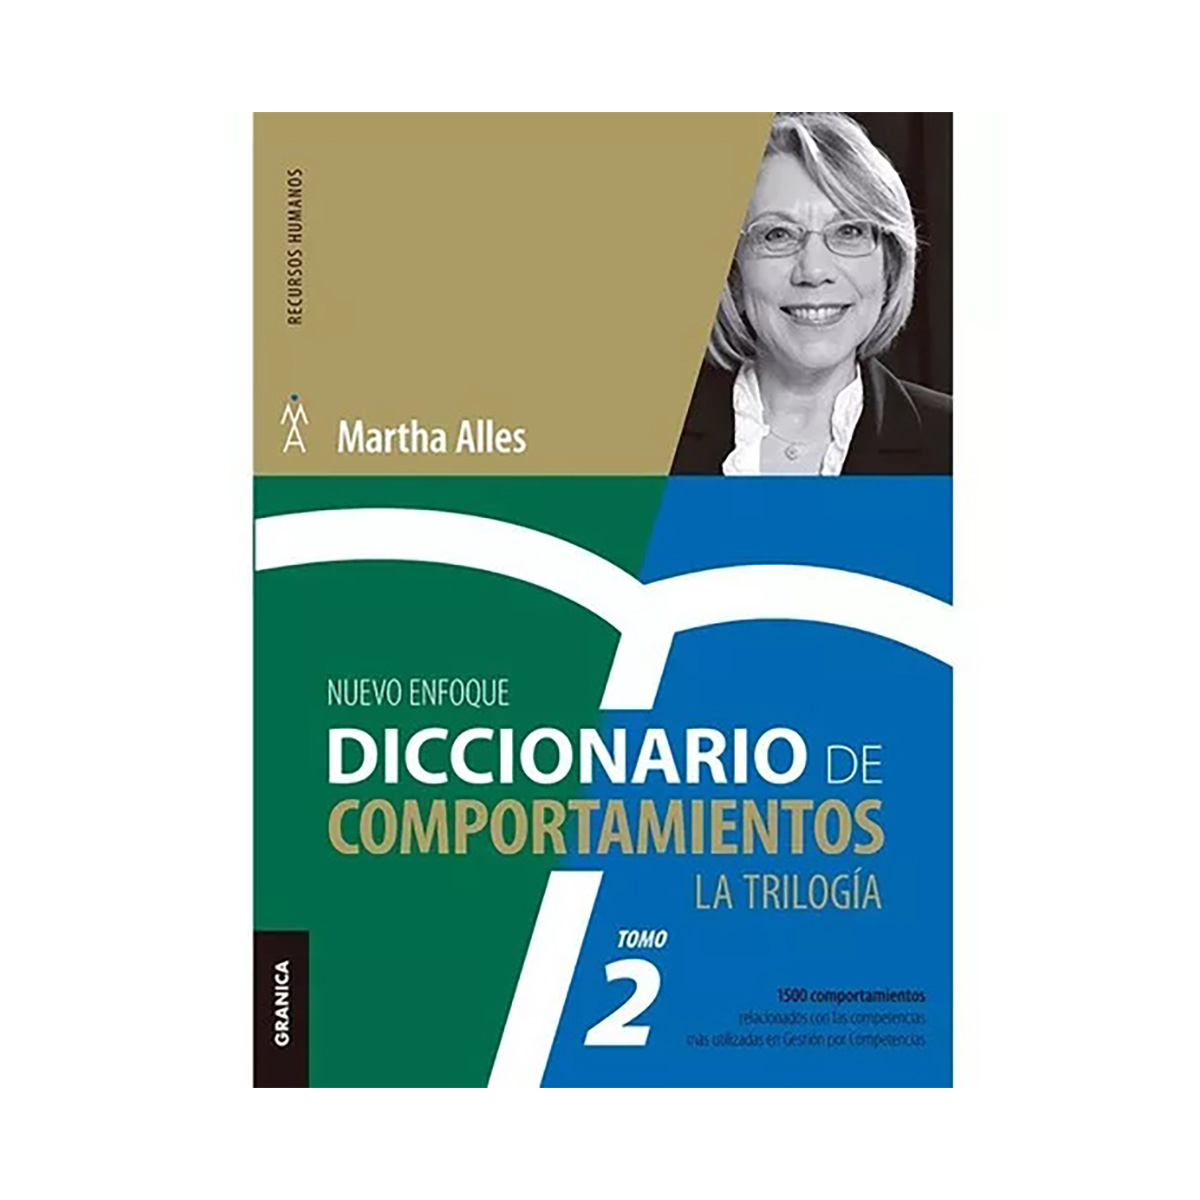 RECURSOS HUMANOS
MA
Martha Alles
NUEVO ENFOQUE
DICCIONARIO DE
COMPORTAMIENTOS
LA TRILOGÍA
TOMO
2
1500 comportamientos
relacionados con las competencias
más utilizadas en Gestión por Competencias
GRANICA